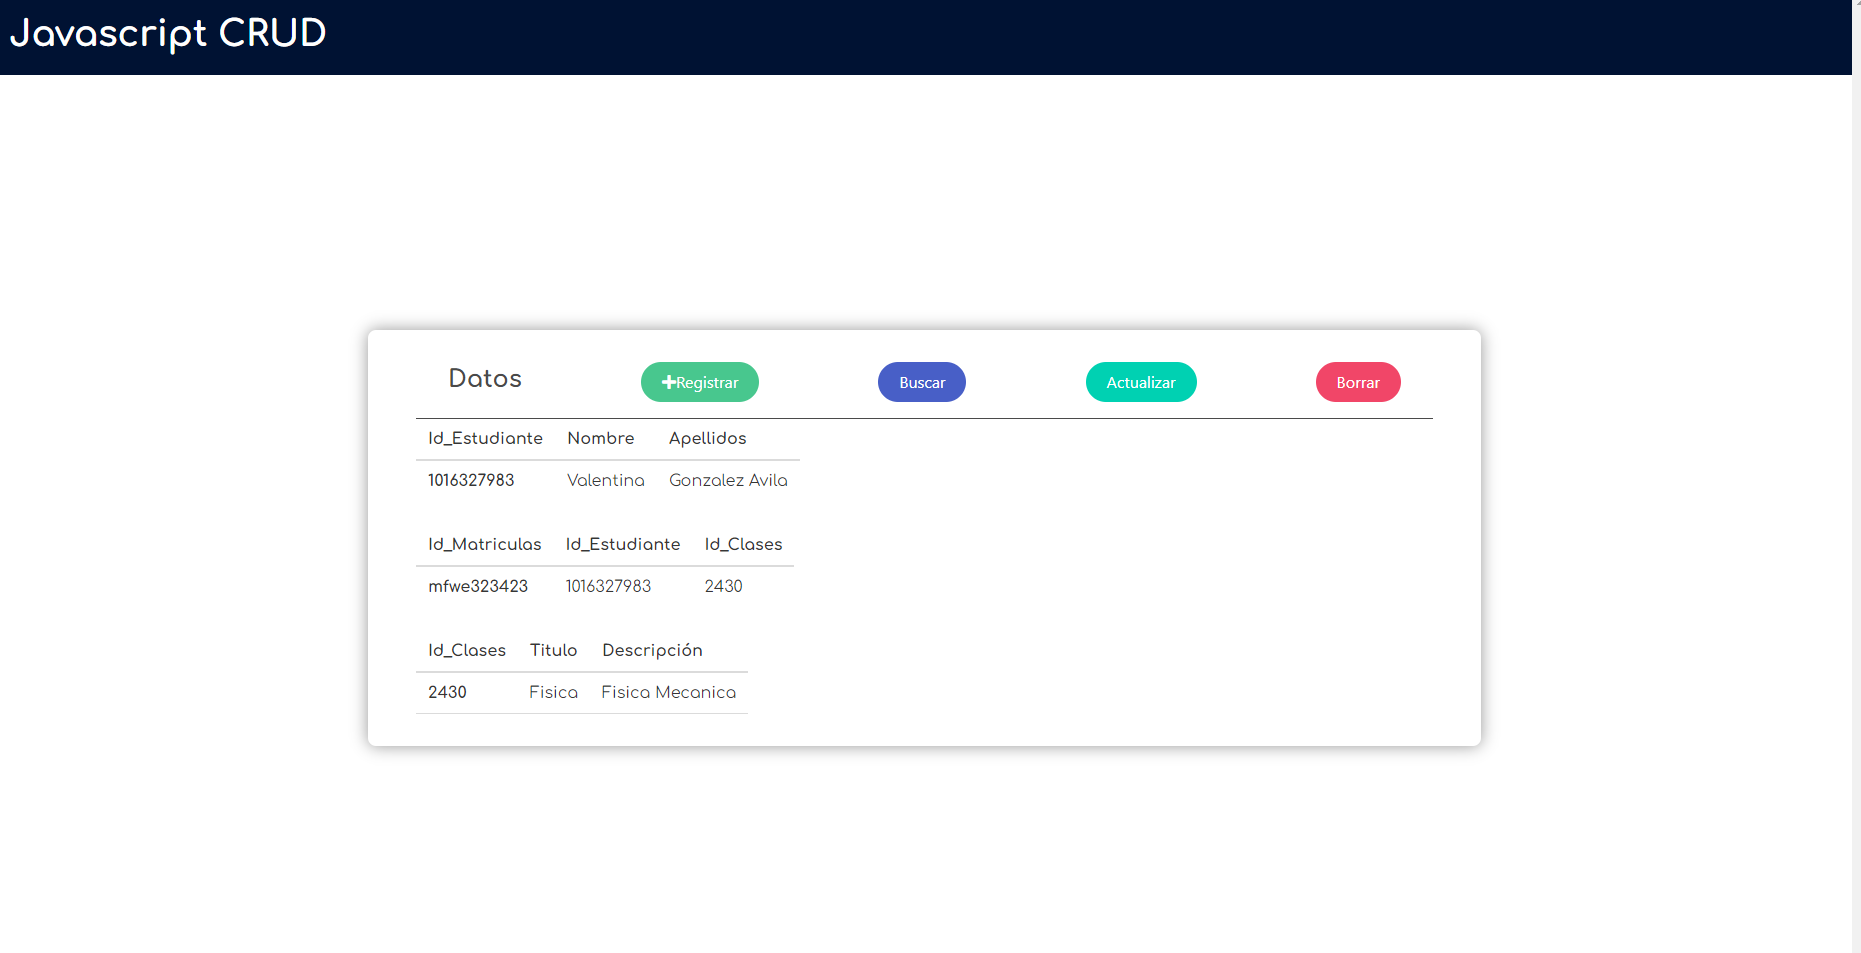 Javascript CRUD
Datos +Registrar Buscar Actualizar Borrar
Id_Estudiante Nombre Apellidos
1016327983 Valentina Gonzalez Avila
Id_Matriculas Id_Estudiante Id_Clases
mfwe323423 1016327983 2430
Id_Clases Titulo Descripción
2430 Fisica Fisica Mecanica